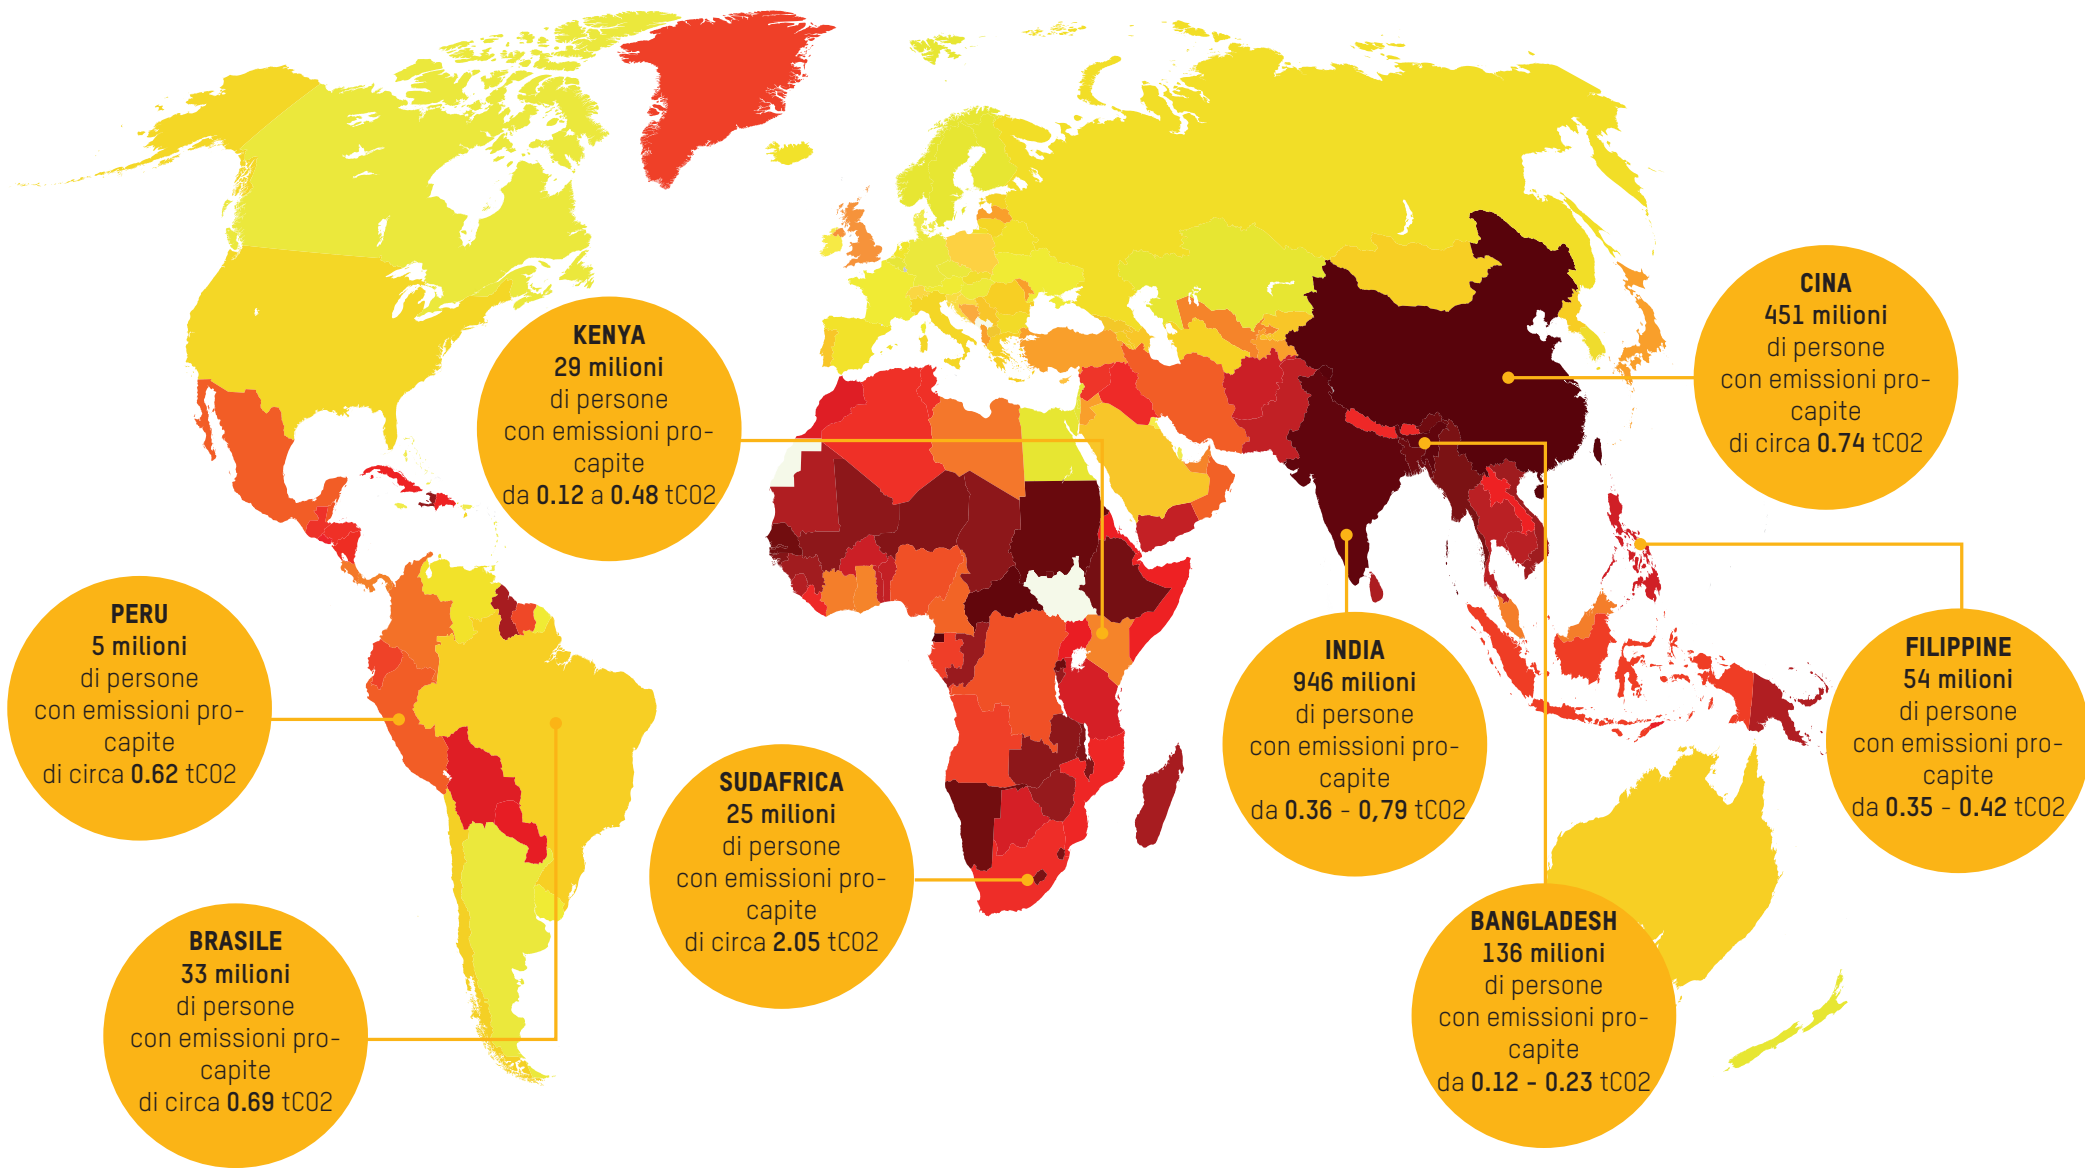 KENYA
29 milioni
di persone
con emissioni pro-
capite
da 0.12 a 0.48 tCO2
CINA
451 milioni
di persone
con emissioni pro-
capite
di circa 0.74 tCO2
PERU
5 milioni
di persone
con emissioni pro-
capite
di circa 0.62 tCO2
INDIA
946 milioni
di persone
con emissioni pro-
capite
da 0.36 - 0,79 tCO2
FILIPPINE
54 milioni
di persone
con emissioni pro-
capite
da 0.35 - 0.42 tCO2
SUDAFRICA
25 milioni
di persone
con emissioni pro-
capite
di circa 2.05 tCO2
BRASILE
33 milioni
di persone
con emissioni pro-
capite
di circa 0.69 tCO2
BANGLADESH
136 milioni
di persone
con emissioni pro-
capite
da 0.12 - 0.23 tCO2